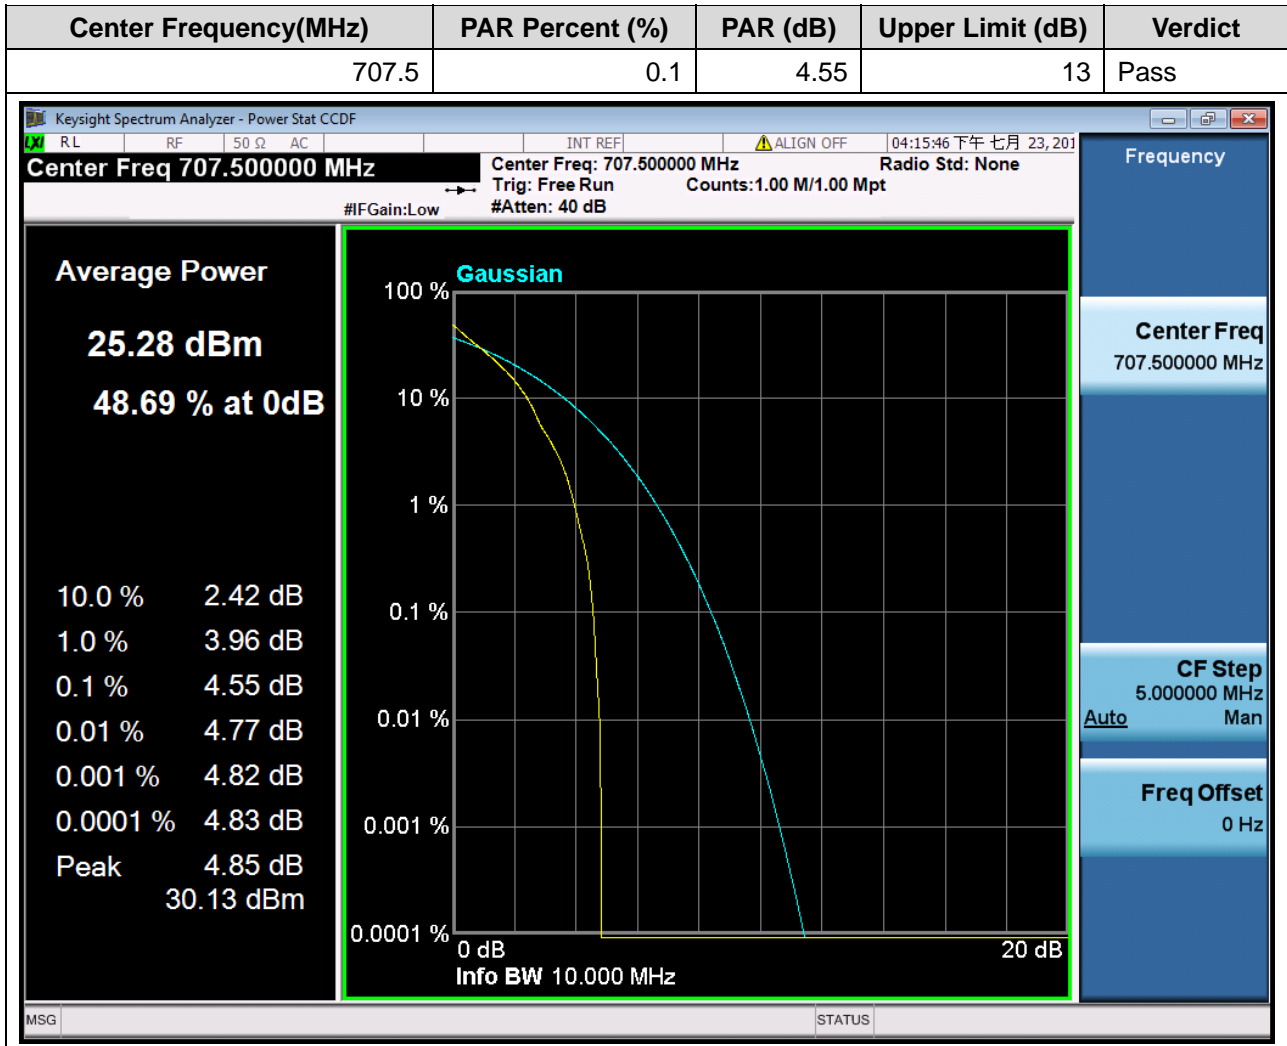 Center Frequency(MHz) PAR Percent (%) PAR (dB) Upper Limit (dB) Verdict
707.5 0.1 4.55 13 Pass
Keysight Spectrum Analyzer - Power Stat CCDF
LXI RL RF 50 Ω AC INT REF ALIGN OFF 04:15:46 下午 七月 23, 201
Center Freq 707.500000 MHz
Center Freq: 707.500000 MHz Radio Std: None
Trig: Free Run Counts:1.00 M/1.00 Mpt
#IFGain:Low #Atten: 40 dB
Average Power
25.28 dBm
48.69 % at 0dB
10.0 % 2.42 dB
1.0 % 3.96 dB
0.1 % 4.55 dB
0.01 % 4.77 dB
0.001 % 4.82 dB
0.0001 % 4.83 dB
Peak 4.85 dB
30.13 dBm
Gaussian
100 %
10 %
1 %
0.1 %
0.01 %
0.001 %
0.0001 %
0 dB 20 dB
Info BW 10.000 MHz
Frequency
Center Freq
707.500000 MHz
CF Step
5.000000 MHz
Auto Man
Freq Offset
0 Hz
MSG STATUS